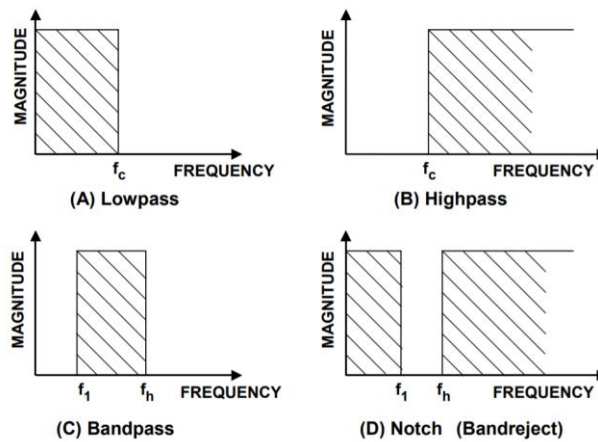 MAGNITUDE
f_c FREQUENCY
(A) Lowpass
MAGNITUDE
f_c FREQUENCY
(B) Highpass
MAGNITUDE
f_1 f_h FREQUENCY
(C) Bandpass
MAGNITUDE
f_1 f_h FREQUENCY
(D) Notch (Bandreject)